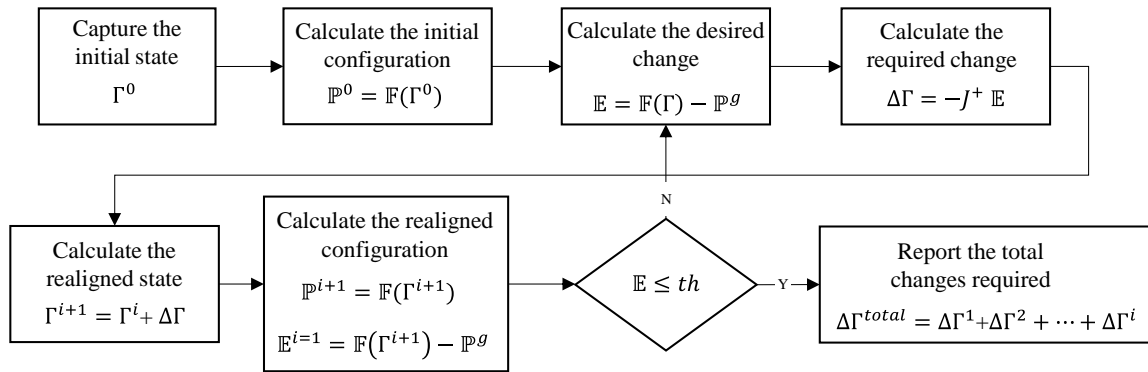 Capture the
initial state
Γ⁰
Calculate the initial
configuration
ℙ⁰ = 𝔽(Γ⁰)
Calculate the desired
change
𝔼 = 𝔽(Γ) − ℙᵍ
Calculate the
required change
ΔΓ = −J⁺ 𝔼
Calculate the
realigned state
Γⁱ⁺¹ = Γⁱ+ ΔΓ
Calculate the realigned
configuration
ℙⁱ⁺¹ = 𝔽(Γⁱ⁺¹)
𝔼ⁱ⁼¹ = 𝔽(Γⁱ⁺¹) − ℙᵍ
N
𝔼 ≤ th
Y
Report the total
changes required
ΔΓᵗᵒᵗᵃˡ = ΔΓ¹+ΔΓ² + ⋯ + ΔΓⁱ